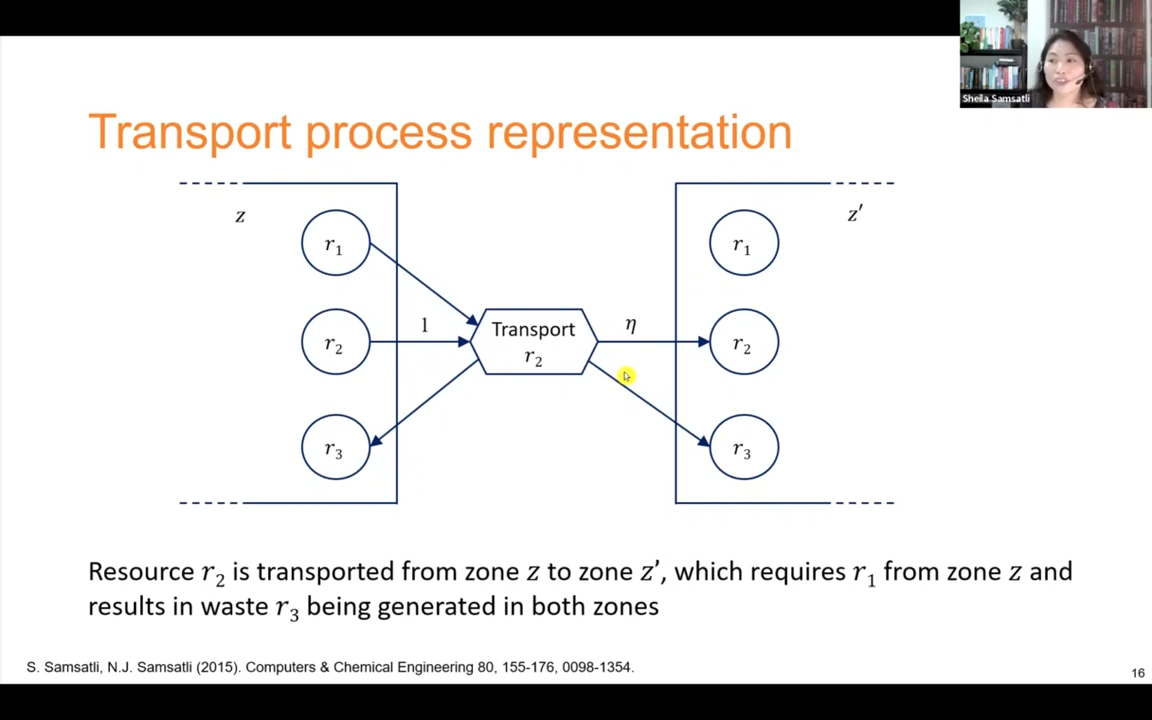 Sheila Samsatli
Transport process representation
z
z′
r₁
r₁
1
Transport
r₂
η
r₂
r₂
r₃
r₃
Resource r₂ is transported from zone z to zone z’, which requires r₁ from zone z and
results in waste r₃ being generated in both zones
S. Samsatli, N.J. Samsatli (2015). Computers & Chemical Engineering 80, 155-176, 0098-1354.
16